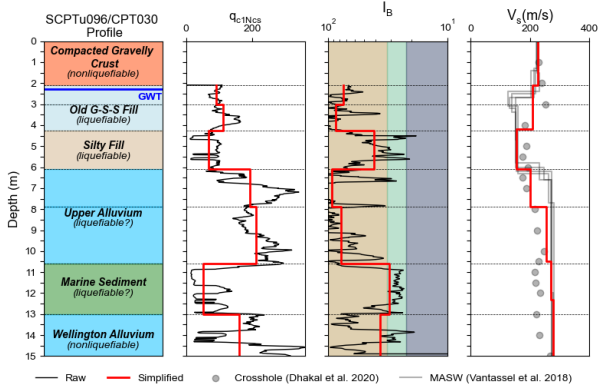 SCPTu096/CPT030
Profile
qc1Ncs
IB
Vs(m/s)
0 200
10² 10¹
0 200 400
Depth (m)
0
1
2
3
4
5
6
7
8
9
10
11
12
13
14
15
Compacted Gravelly
Crust
(nonliquefiable)
GWT
Old G-S-S Fill
(liquefiable)
Silty Fill
(liquefiable)
Upper Alluvium
(liquefiable?)
Marine Sediment
(liquefiable?)
Wellington Alluvium
(nonliquefiable)
Raw
Simplified
Crosshole (Dhakal et al. 2020)
MASW (Vantassel et al. 2018)